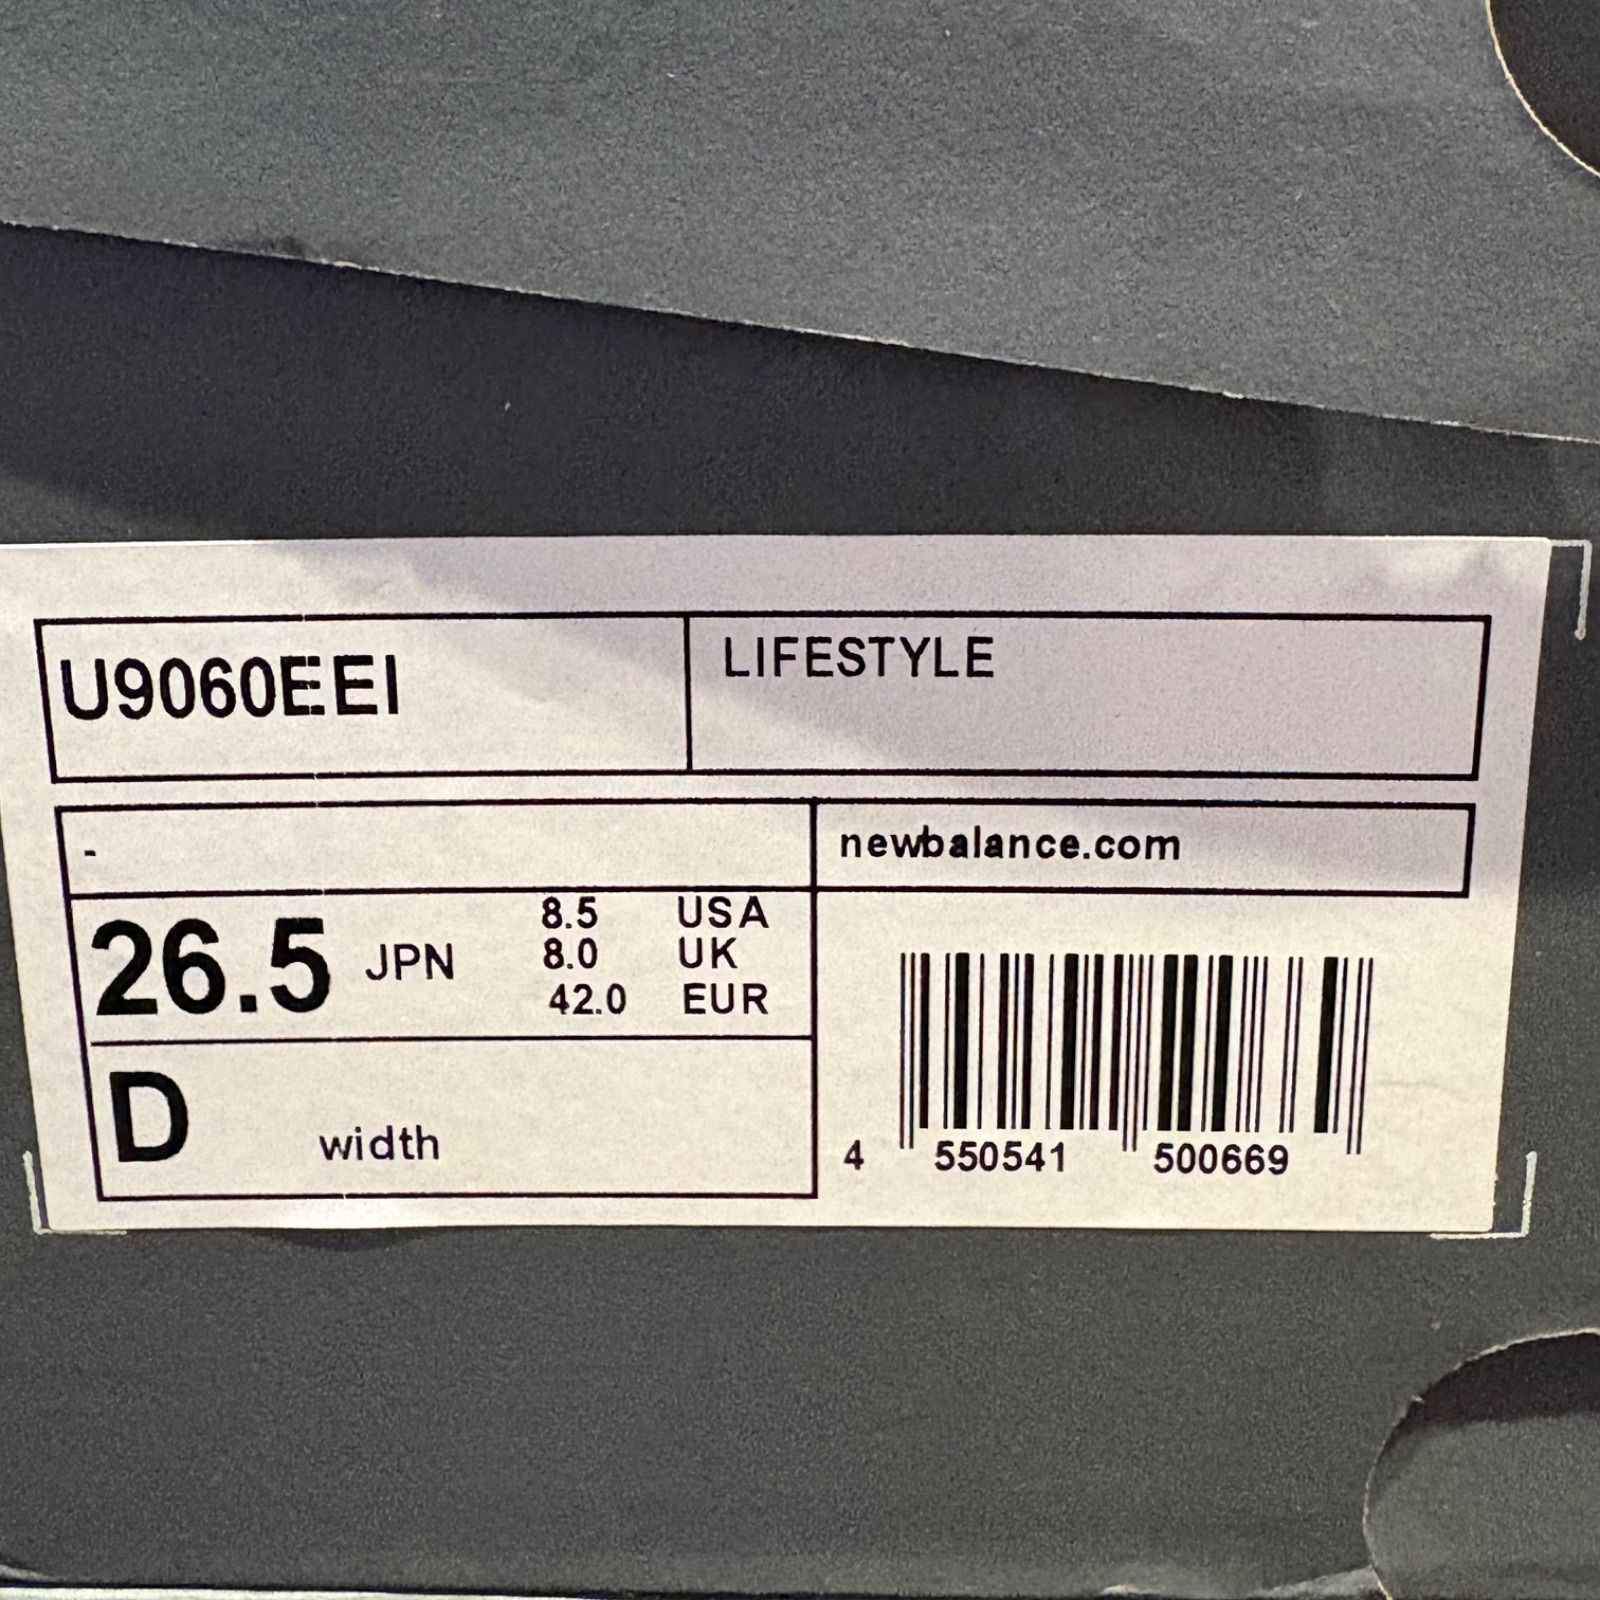 U9060EEI
LIFESTYLE
-
newbalance.com
26.5 JPN
8.5 USA
8.0 UK
42.0 EUR
D width
4 550541 500669